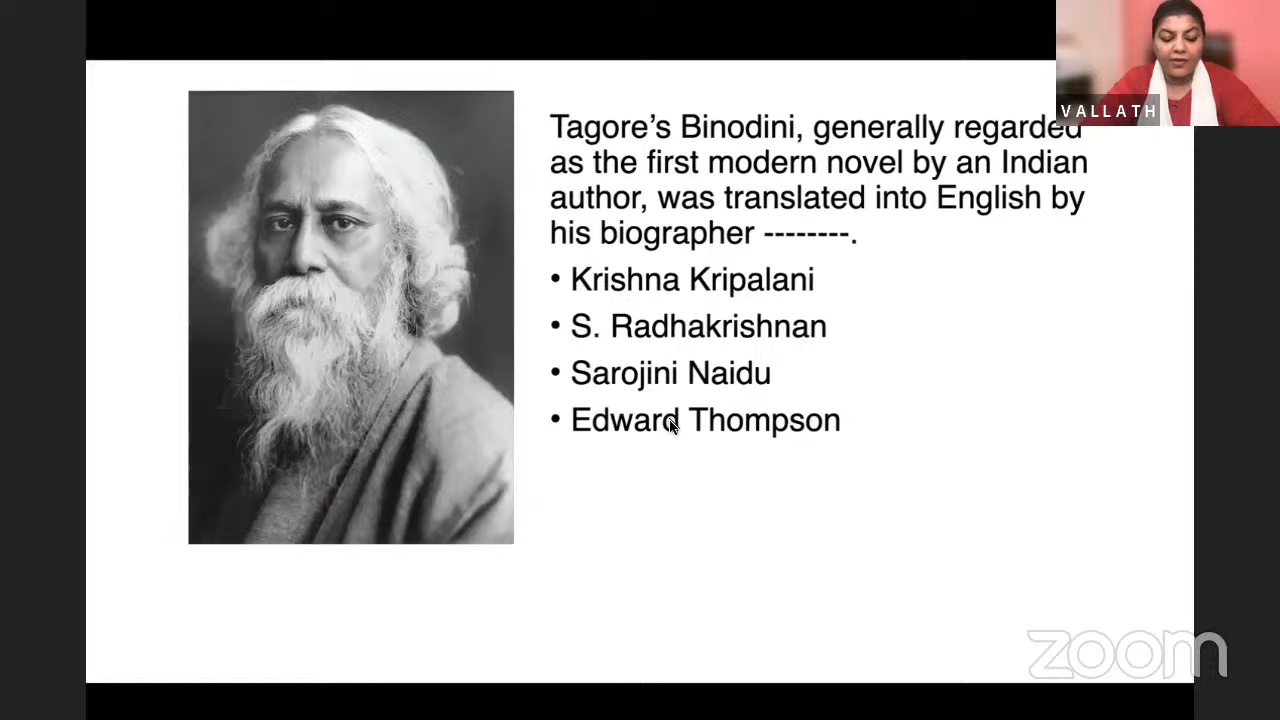 VALLATH
Tagore’s Binodini, generally regarded
as the first modern novel by an Indian
author, was translated into English by
his biographer --------.
• Krishna Kripalani
• S. Radhakrishnan
• Sarojini Naidu
• Edward Thompson
zoom